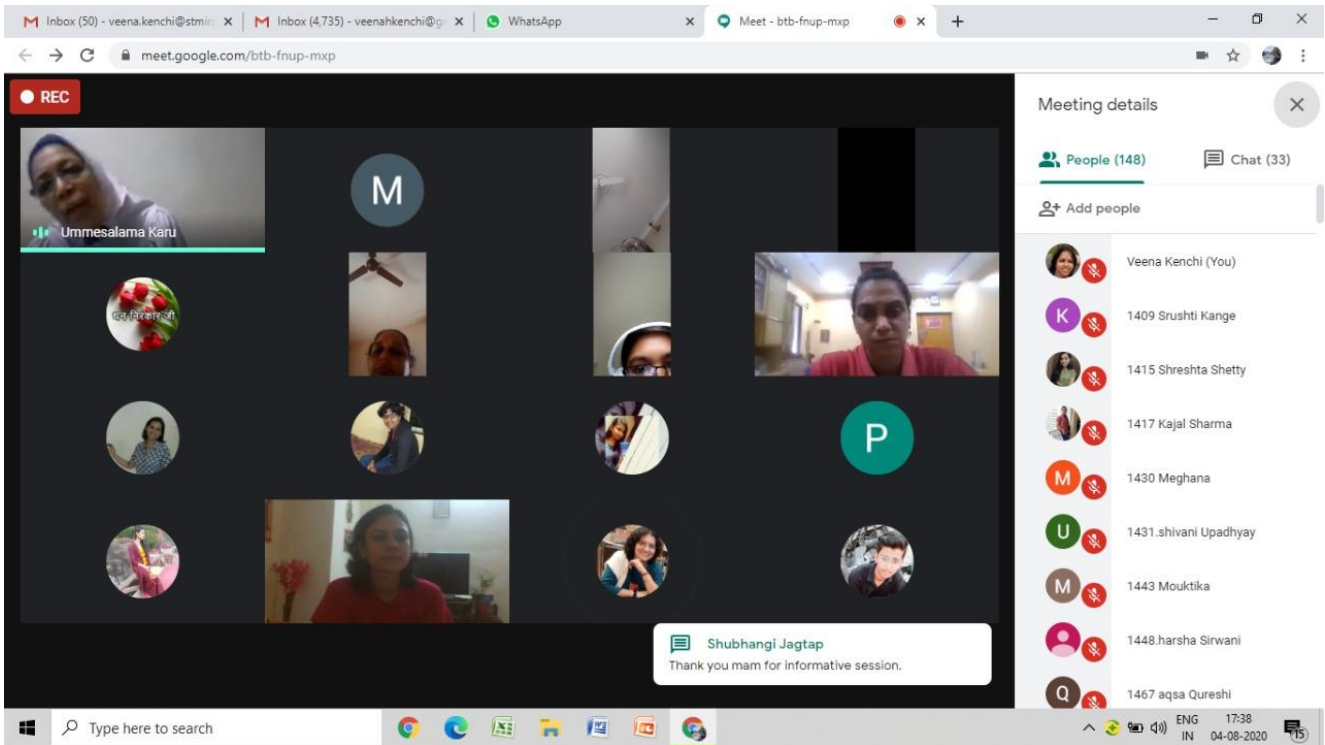 Inbox (50) - veena.kenchi@stmira
Inbox (4,735) - veenahkenchi@g
WhatsApp
Meet - btb-fnup-mxp
meet.google.com/btb-fnup-mxp
REC
Meeting details
People (148)
Chat (33)
Add people
M
Ummesalama Karu
धन निरंकार जी
P
Veena Kenchi (You)
K
1409 Srushti Kange
1415 Shreshta Shetty
1417 Kajal Sharma
M
1430 Meghana
U
1431.shivani Upadhyay
M
1443 Mouktika
1448.harsha Sirwani
Q
1467 aqsa Qureshi
Shubhangi Jagtap
Thank you mam for informative session.
Type here to search
ENG
IN
17:38
04-08-2020
15